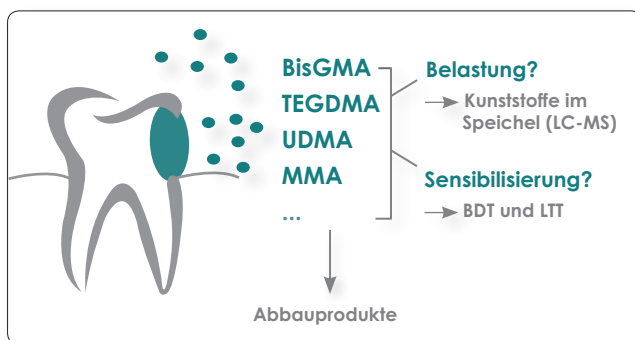 BisGMA
TEGDMA
UDMA
MMA
...
Abbauprodukte
Belastung?
Kunststoffe im
Speichel (LC-MS)
Sensibilisierung?
BDT und LTT